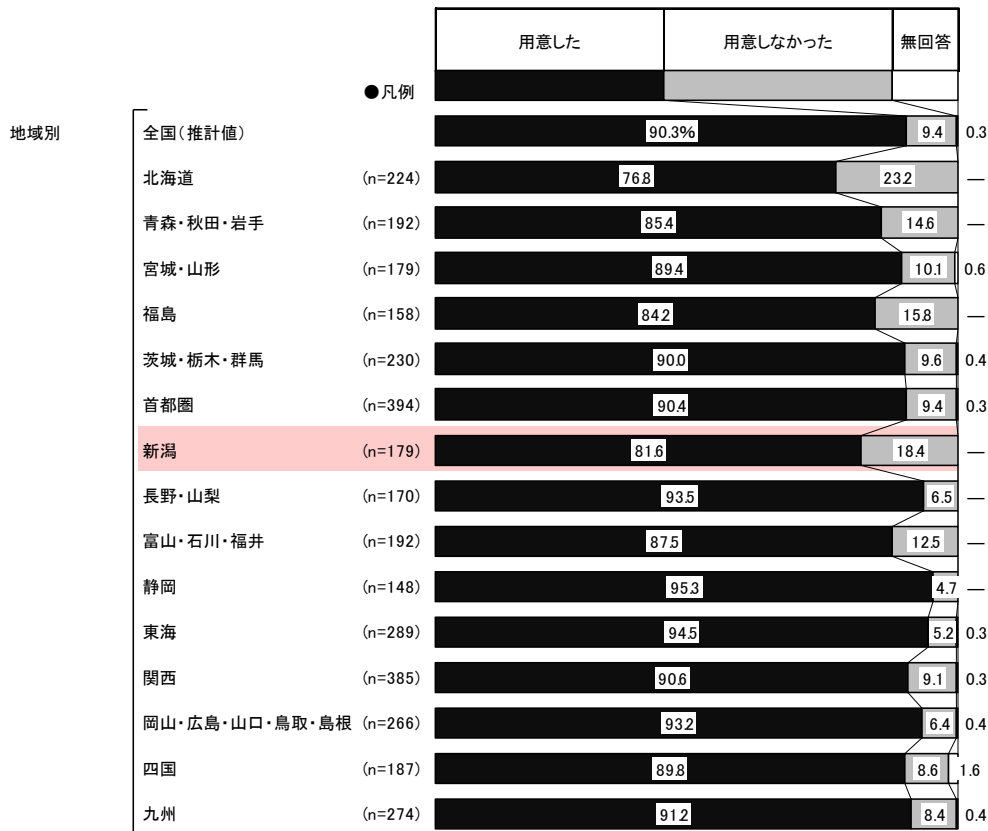 用意した 用意しなかった 無回答
●凡例
地域別 全国(推計値) 90.3% 9.4 0.3
北海道 (n=224) 76.8 23.2 —
青森・秋田・岩手 (n=192) 85.4 14.6 —
宮城・山形 (n=179) 89.4 10.1 0.6
福島 (n=158) 84.2 15.8 —
茨城・栃木・群馬 (n=230) 90.0 9.6 0.4
首都圏 (n=394) 90.4 9.4 0.3
新潟 (n=179) 81.6 18.4 —
長野・山梨 (n=170) 93.5 6.5 —
富山・石川・福井 (n=192) 87.5 12.5 —
静岡 (n=148) 95.3 4.7 —
東海 (n=289) 94.5 5.2 0.3
関西 (n=385) 90.6 9.1 0.3
岡山・広島・山口・鳥取・島根 (n=266) 93.2 6.4 0.4
四国 (n=187) 89.8 8.6 1.6
九州 (n=274) 91.2 8.4 0.4